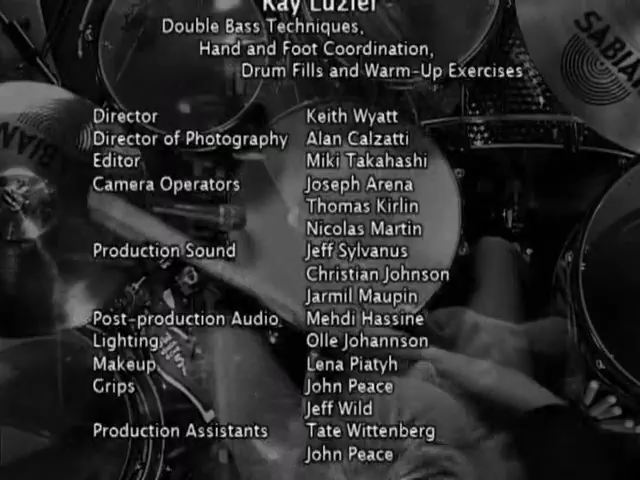 Ray Luzier
Double Bass Techniques,
Hand and Foot Coordination,
Drum Fills and Warm-Up Exercises
SABIAN
Director Keith Wyatt
Director of Photography Alan Calzatti
Editor Miki Takahashi
Camera Operators Joseph Arena
Thomas Kirlin
Nicolas Martin
Production Sound Jeff Sylvanus
Christian Johnson
Jarmil Maupin
Post-production Audio Mehdi Hassine
Lighting Olle Johannson
Makeup Lena Piatyh
Grips John Peace
Jeff Wild
Production Assistants Tate Wittenberg
John Peace